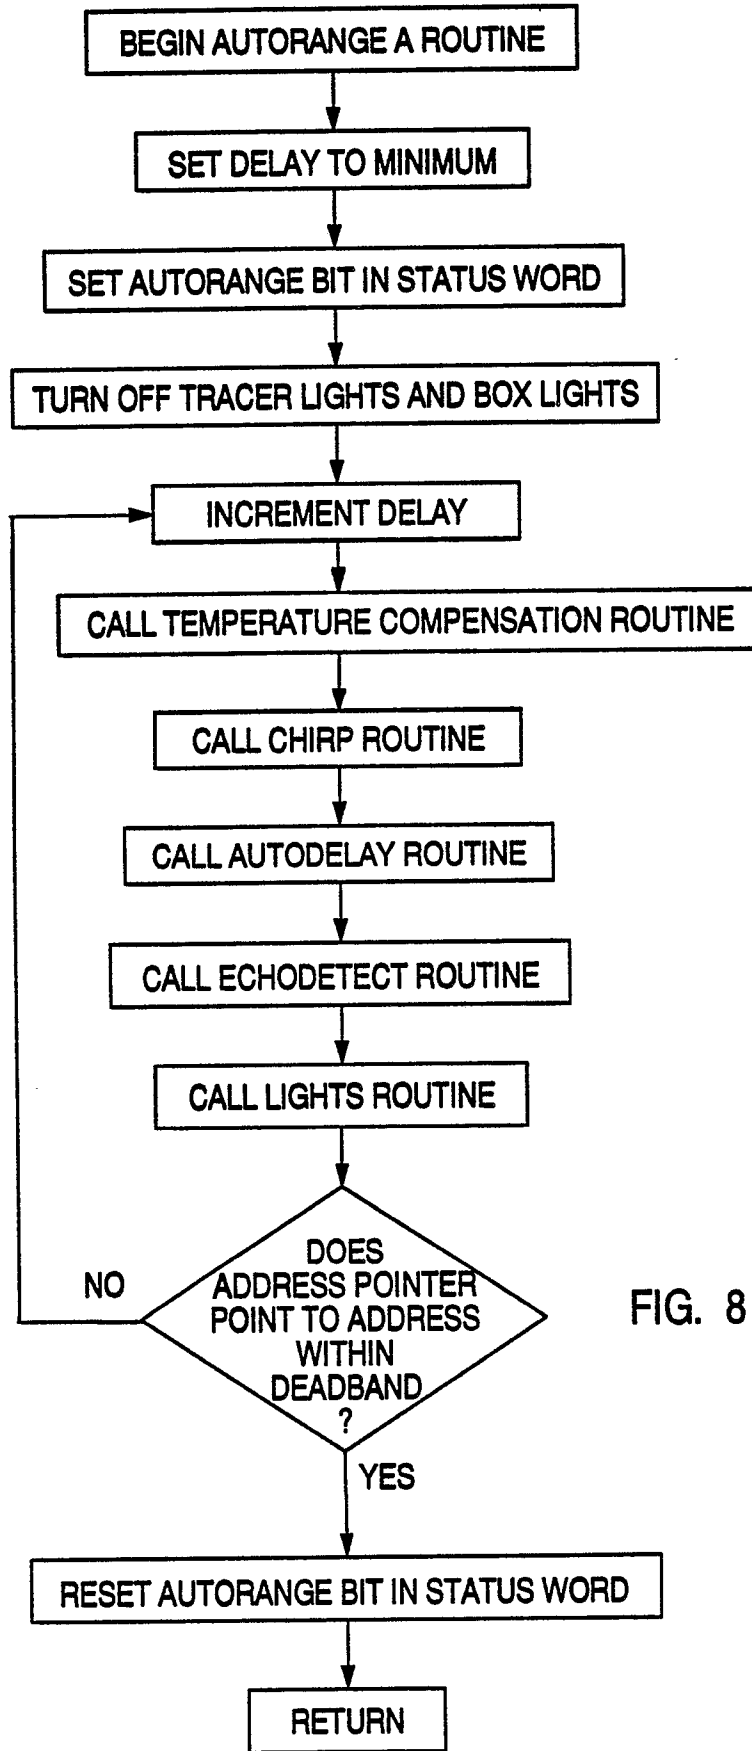 BEGIN AUTORANGE A ROUTINE
SET DELAY TO MINIMUM
SET AUTORANGE BIT IN STATUS WORD
TURN OFF TRACER LIGHTS AND BOX LIGHTS
INCREMENT DELAY
CALL TEMPERATURE COMPENSATION ROUTINE
CALL CHIRP ROUTINE
CALL AUTODELAY ROUTINE
CALL ECHODETECT ROUTINE
CALL LIGHTS ROUTINE
DOES
ADDRESS POINTER
POINT TO ADDRESS
WITHIN
DEADBAND
?
NO
YES
FIG. 8
RESET AUTORANGE BIT IN STATUS WORD
RETURN